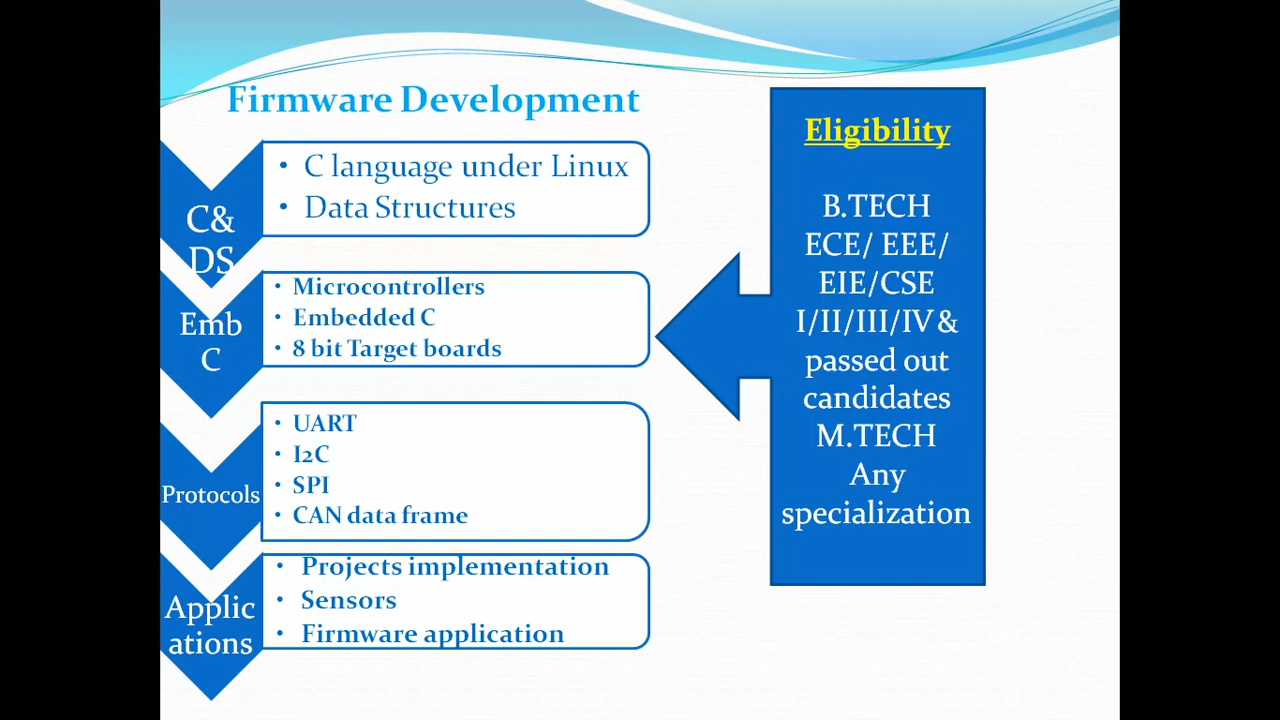 Firmware Development
C&
DS
• C language under Linux
• Data Structures
Emb
C
• Microcontrollers
• Embedded C
• 8 bit Target boards
Protocols
• UART
• I2C
• SPI
• CAN data frame
Applic
ations
• Projects implementation
• Sensors
• Firmware application
Eligibility
B.TECH
ECE/ EEE/
EIE/CSE
I/II/III/IV &
passed out
candidates
M.TECH
Any
specialization